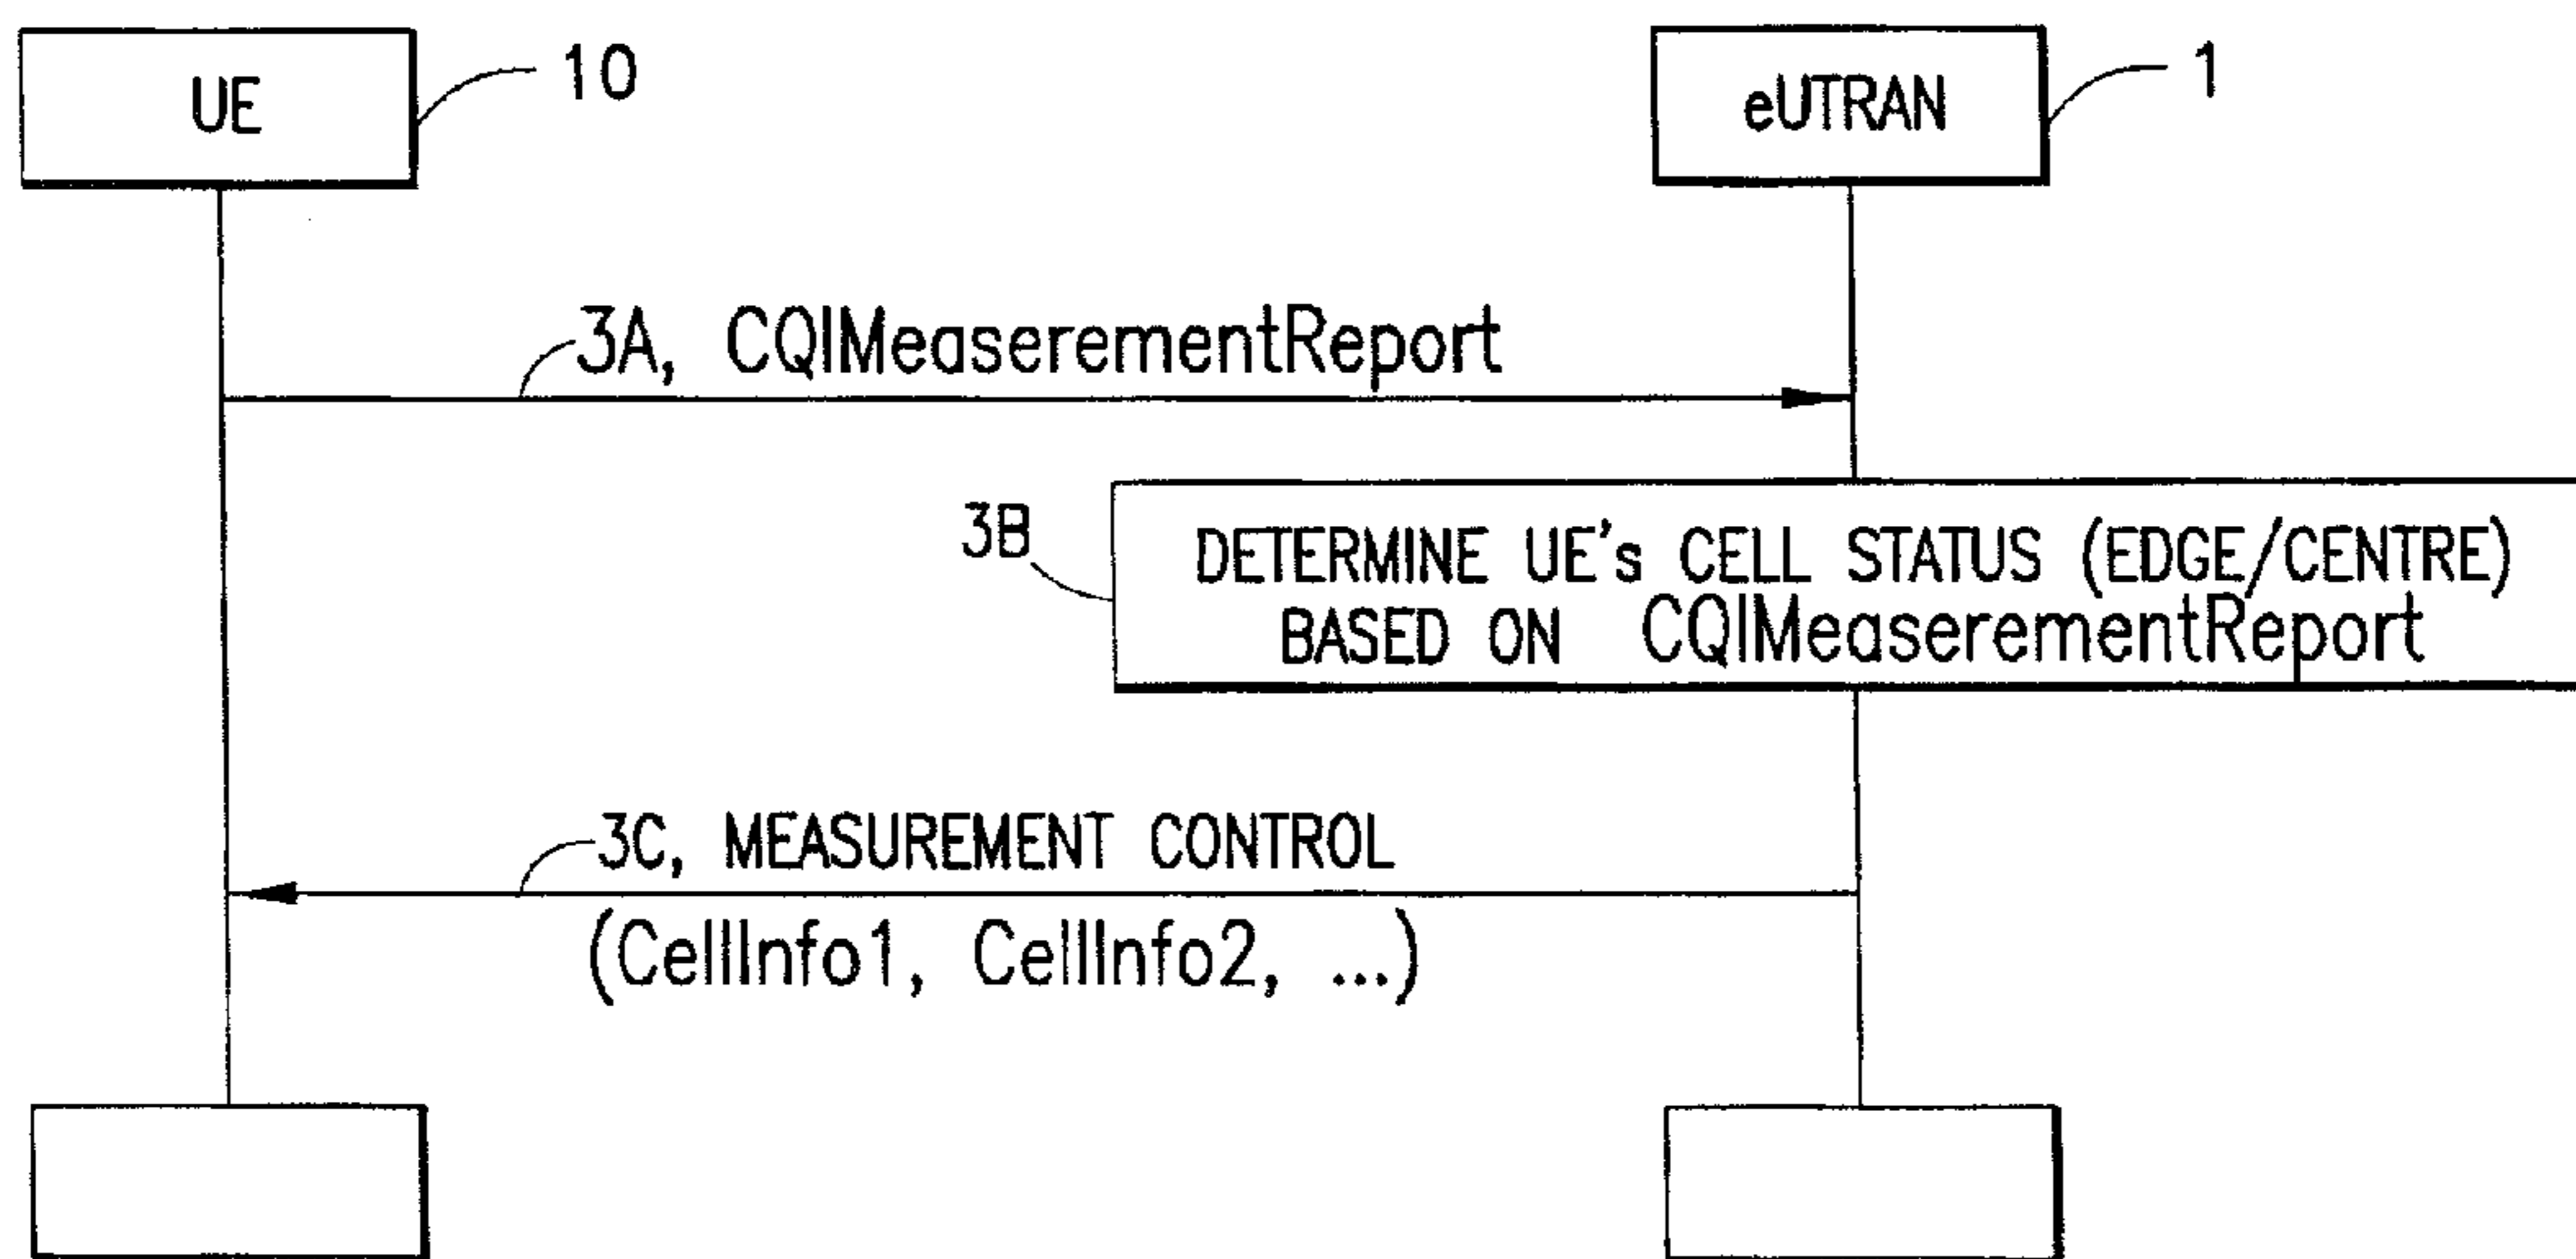 UE
10
eUTRAN
1
3A, CQIMeaserementReport
3B
DETERMINE UE's CELL STATUS (EDGE/CENTRE)
BASED ON CQIMeaserementReport
3C, MEASUREMENT CONTROL
(CellInfo1, CellInfo2, ...)